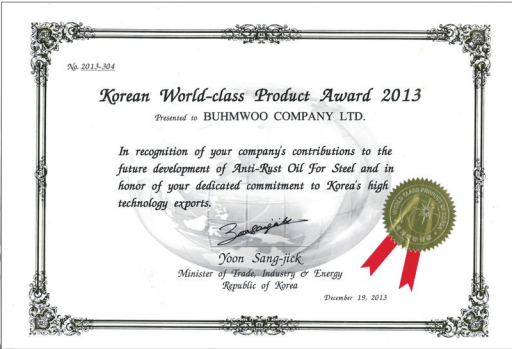 No. 2013-304
Korean World-class Product Award 2013
Presented to BUHMWOO COMPANY LTD.
In recognition of your company's contributions to the
future development of Anti-Rust Oil For Steel and in
honor of your dedicated commitment to Korea's high
technology exports.
Yoon Sang-jick
Minister of Trade, Industry & Energy
Republic of Korea
December 19, 2013